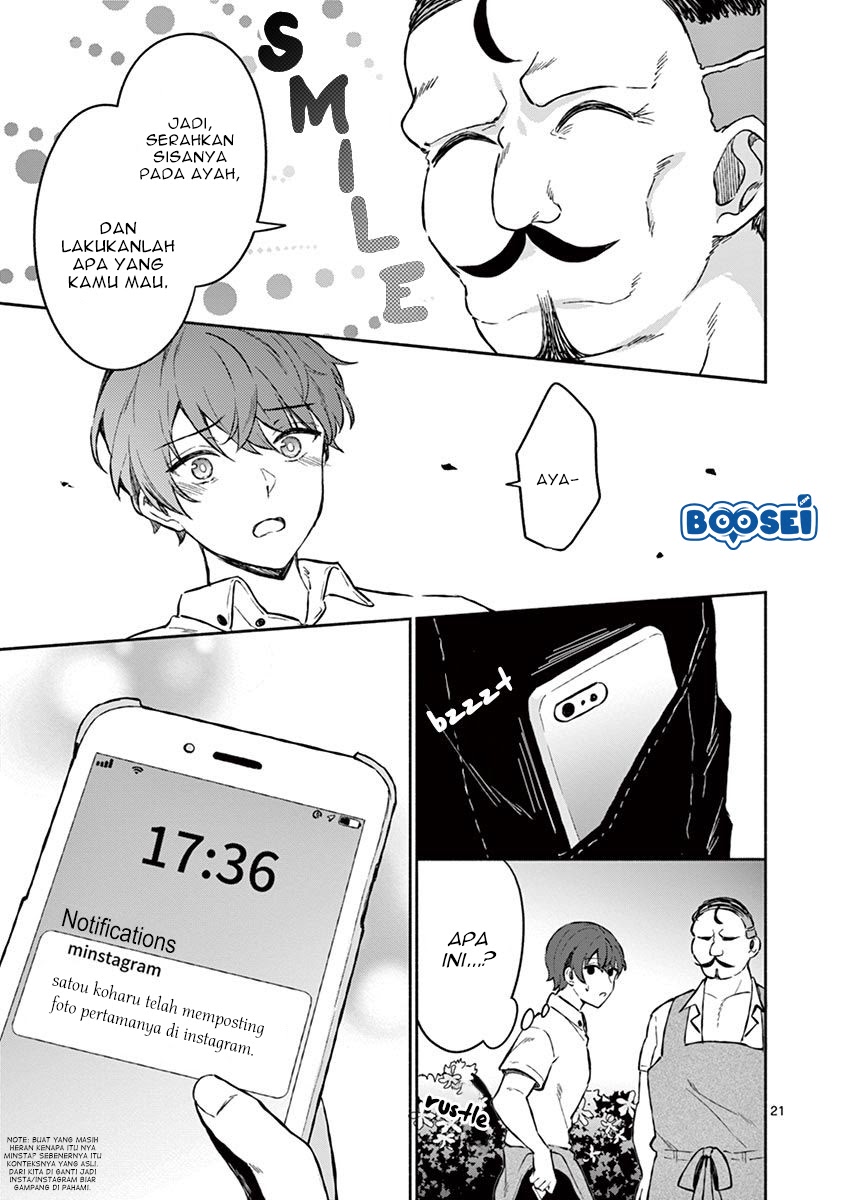 SMILE
JADI,
SERAHKAN
SISANYA
PADA AYAH,
DAN
LAKUKANLAH
APA YANG
KAMU MAU.
AYA-
BOOSEI
bzzzt
17:36
Notifications
minstagram
satou koharu telah memposting
foto pertamanya di instagram.
APA
INI...?
rustle
21
NOTE: BUAT YANG MASIH
HERAN KENAPA ITU NYA
MINSTA? SEBENERNYA ITU
KONTEKSNYA YANG ASLI.
DARI KITA DI GANTI JADI
INSTA/INSTAGRAM BIAR
GAMPANG DI PAHAMI.